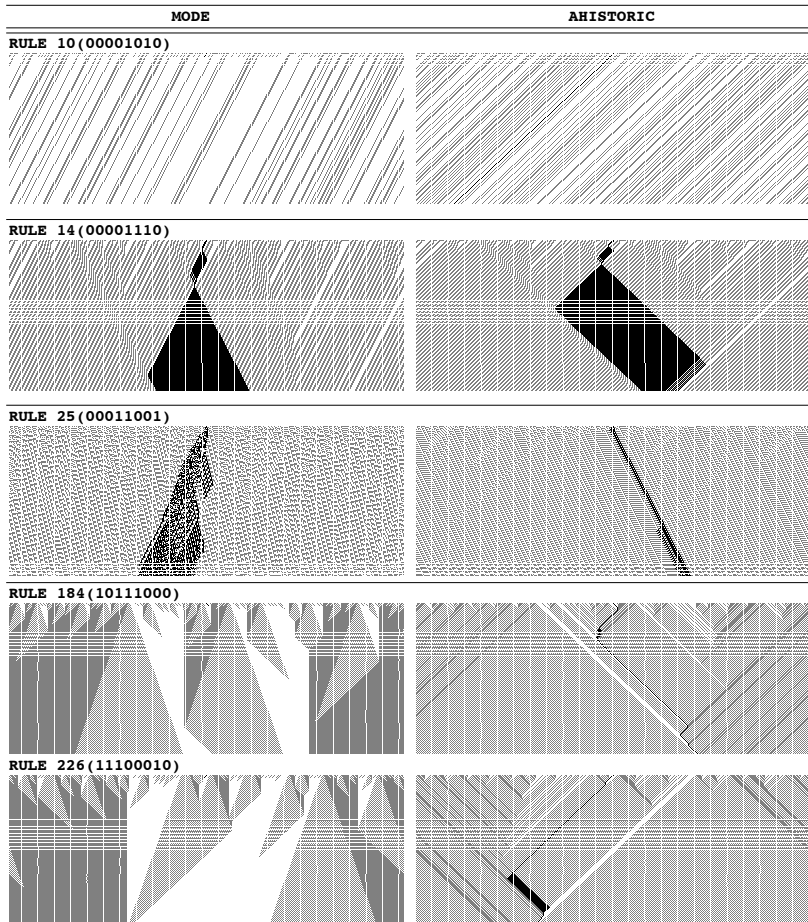 MODE AHISTORIC
RULE 10(00001010)
RULE 14(00001110)
RULE 25(00011001)
RULE 184(10111000)
RULE 226(11100010)